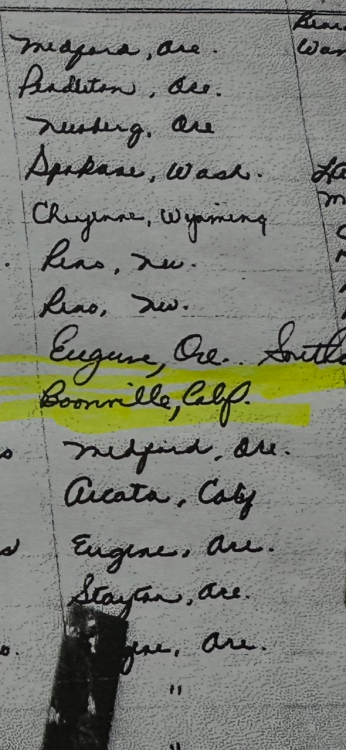 Medford, Ore.
Pendleton, Ore.
Newberg, Ore
Spokane, Wash.
Cheyenne, Wyoming
Reno, Nev.
Reno, Nev.
Eugene, Ore.
Boonville, Calif.
Medford, Ore.
Arcata, Calif
Eugene, Ore.
Stayton, Ore.
gene, Ore.
"
"